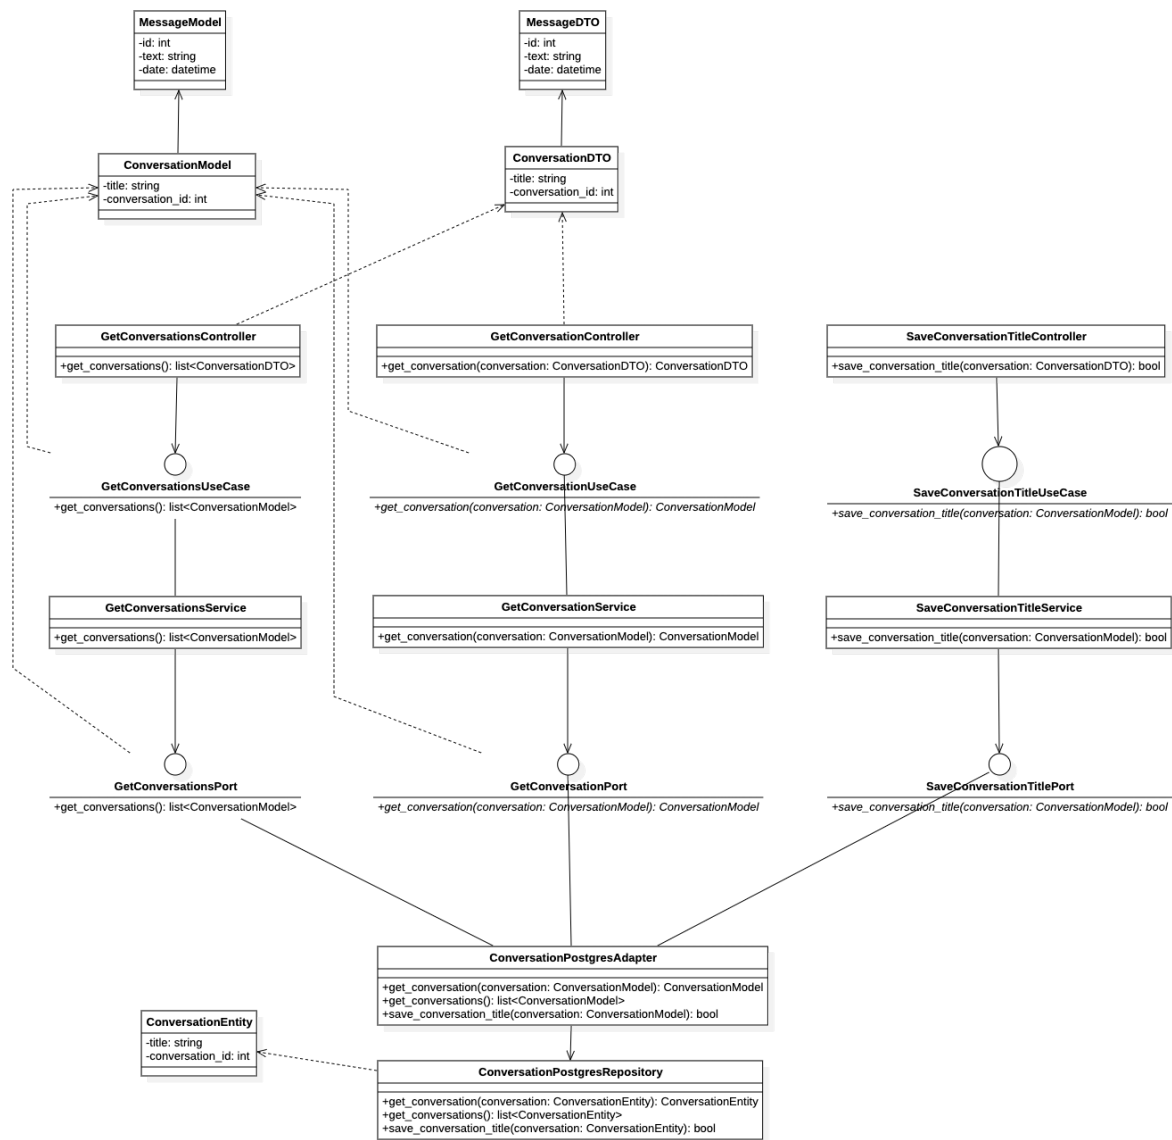 MessageModel
-id: int
-text: string
-date: datetime
MessageDTO
-id: int
-text: string
-date: datetime
ConversationModel
-title: string
-conversation_id: int
ConversationDTO
-title: string
-conversation_id: int
GetConversationsController
+get_conversations(): list<ConversationDTO>
GetConversationController
+get_conversation(conversation: ConversationDTO): ConversationDTO
SaveConversationTitleController
+save_conversation_title(conversation: ConversationDTO): bool
GetConversationsUseCase
+get_conversations(): list<ConversationModel>
GetConversationUseCase
+get_conversation(conversation: ConversationModel): ConversationModel
SaveConversationTitleUseCase
+save_conversation_title(conversation: ConversationModel): bool
GetConversationsService
+get_conversations(): list<ConversationModel>
GetConversationService
+get_conversation(conversation: ConversationModel): ConversationModel
SaveConversationTitleService
+save_conversation_title(conversation: ConversationModel): bool
GetConversationsPort
+get_conversations(): list<ConversationModel>
GetConversationPort
+get_conversation(conversation: ConversationModel): ConversationModel
SaveConversationTitlePort
+save_conversation_title(conversation: ConversationModel): bool
ConversationPostgresAdapter
+get_conversation(conversation: ConversationModel): ConversationModel
+get_conversations(): list<ConversationModel>
+save_conversation_title(conversation: ConversationModel): bool
ConversationEntity
-title: string
-conversation_id: int
ConversationPostgresRepository
+get_conversation(conversation: ConversationEntity): ConversationEntity
+get_conversations(): list<ConversationEntity>
+save_conversation_title(conversation: ConversationEntity): bool